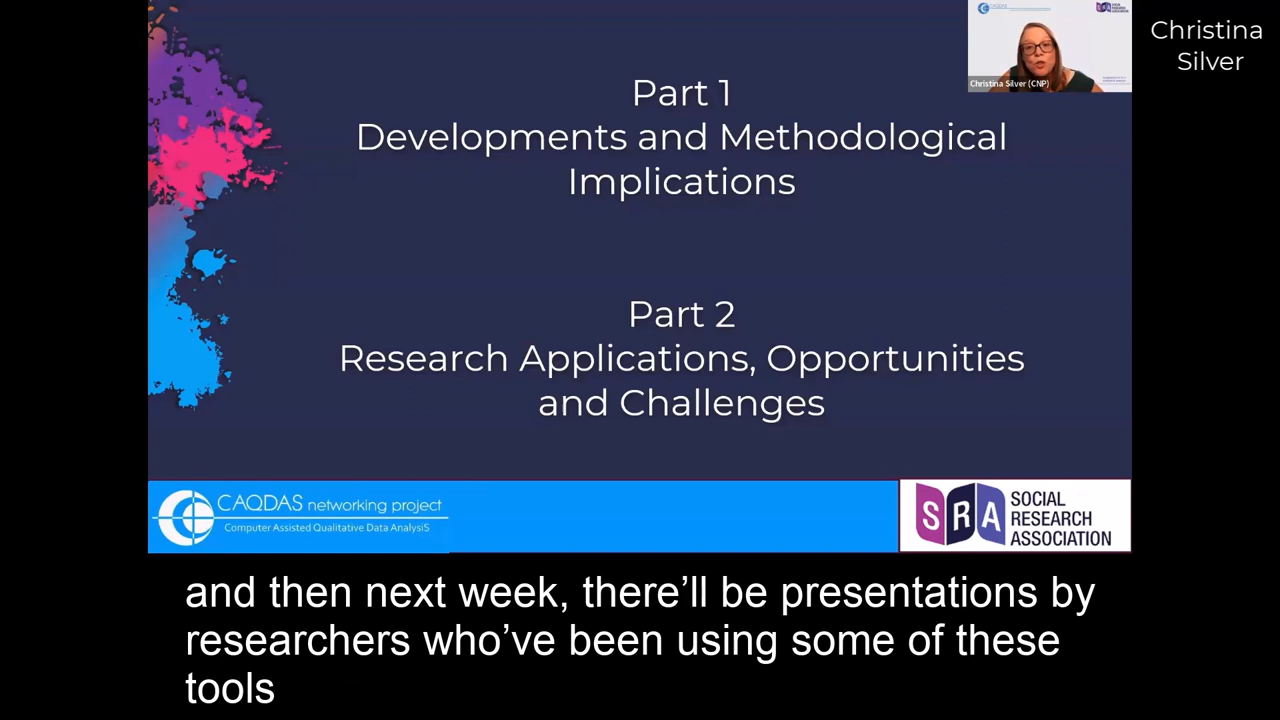 Part 1
Developments and Methodological
Implications
Part 2
Research Applications, Opportunities
and Challenges
CAQDAS networking project
Computer Assisted Qualitative Data AnalysiS
SRA
SOCIAL
RESEARCH
ASSOCIATION
Christina Silver (CNP)
Christina
Silver
and then next week, there’ll be presentations by
researchers who’ve been using some of these
tools